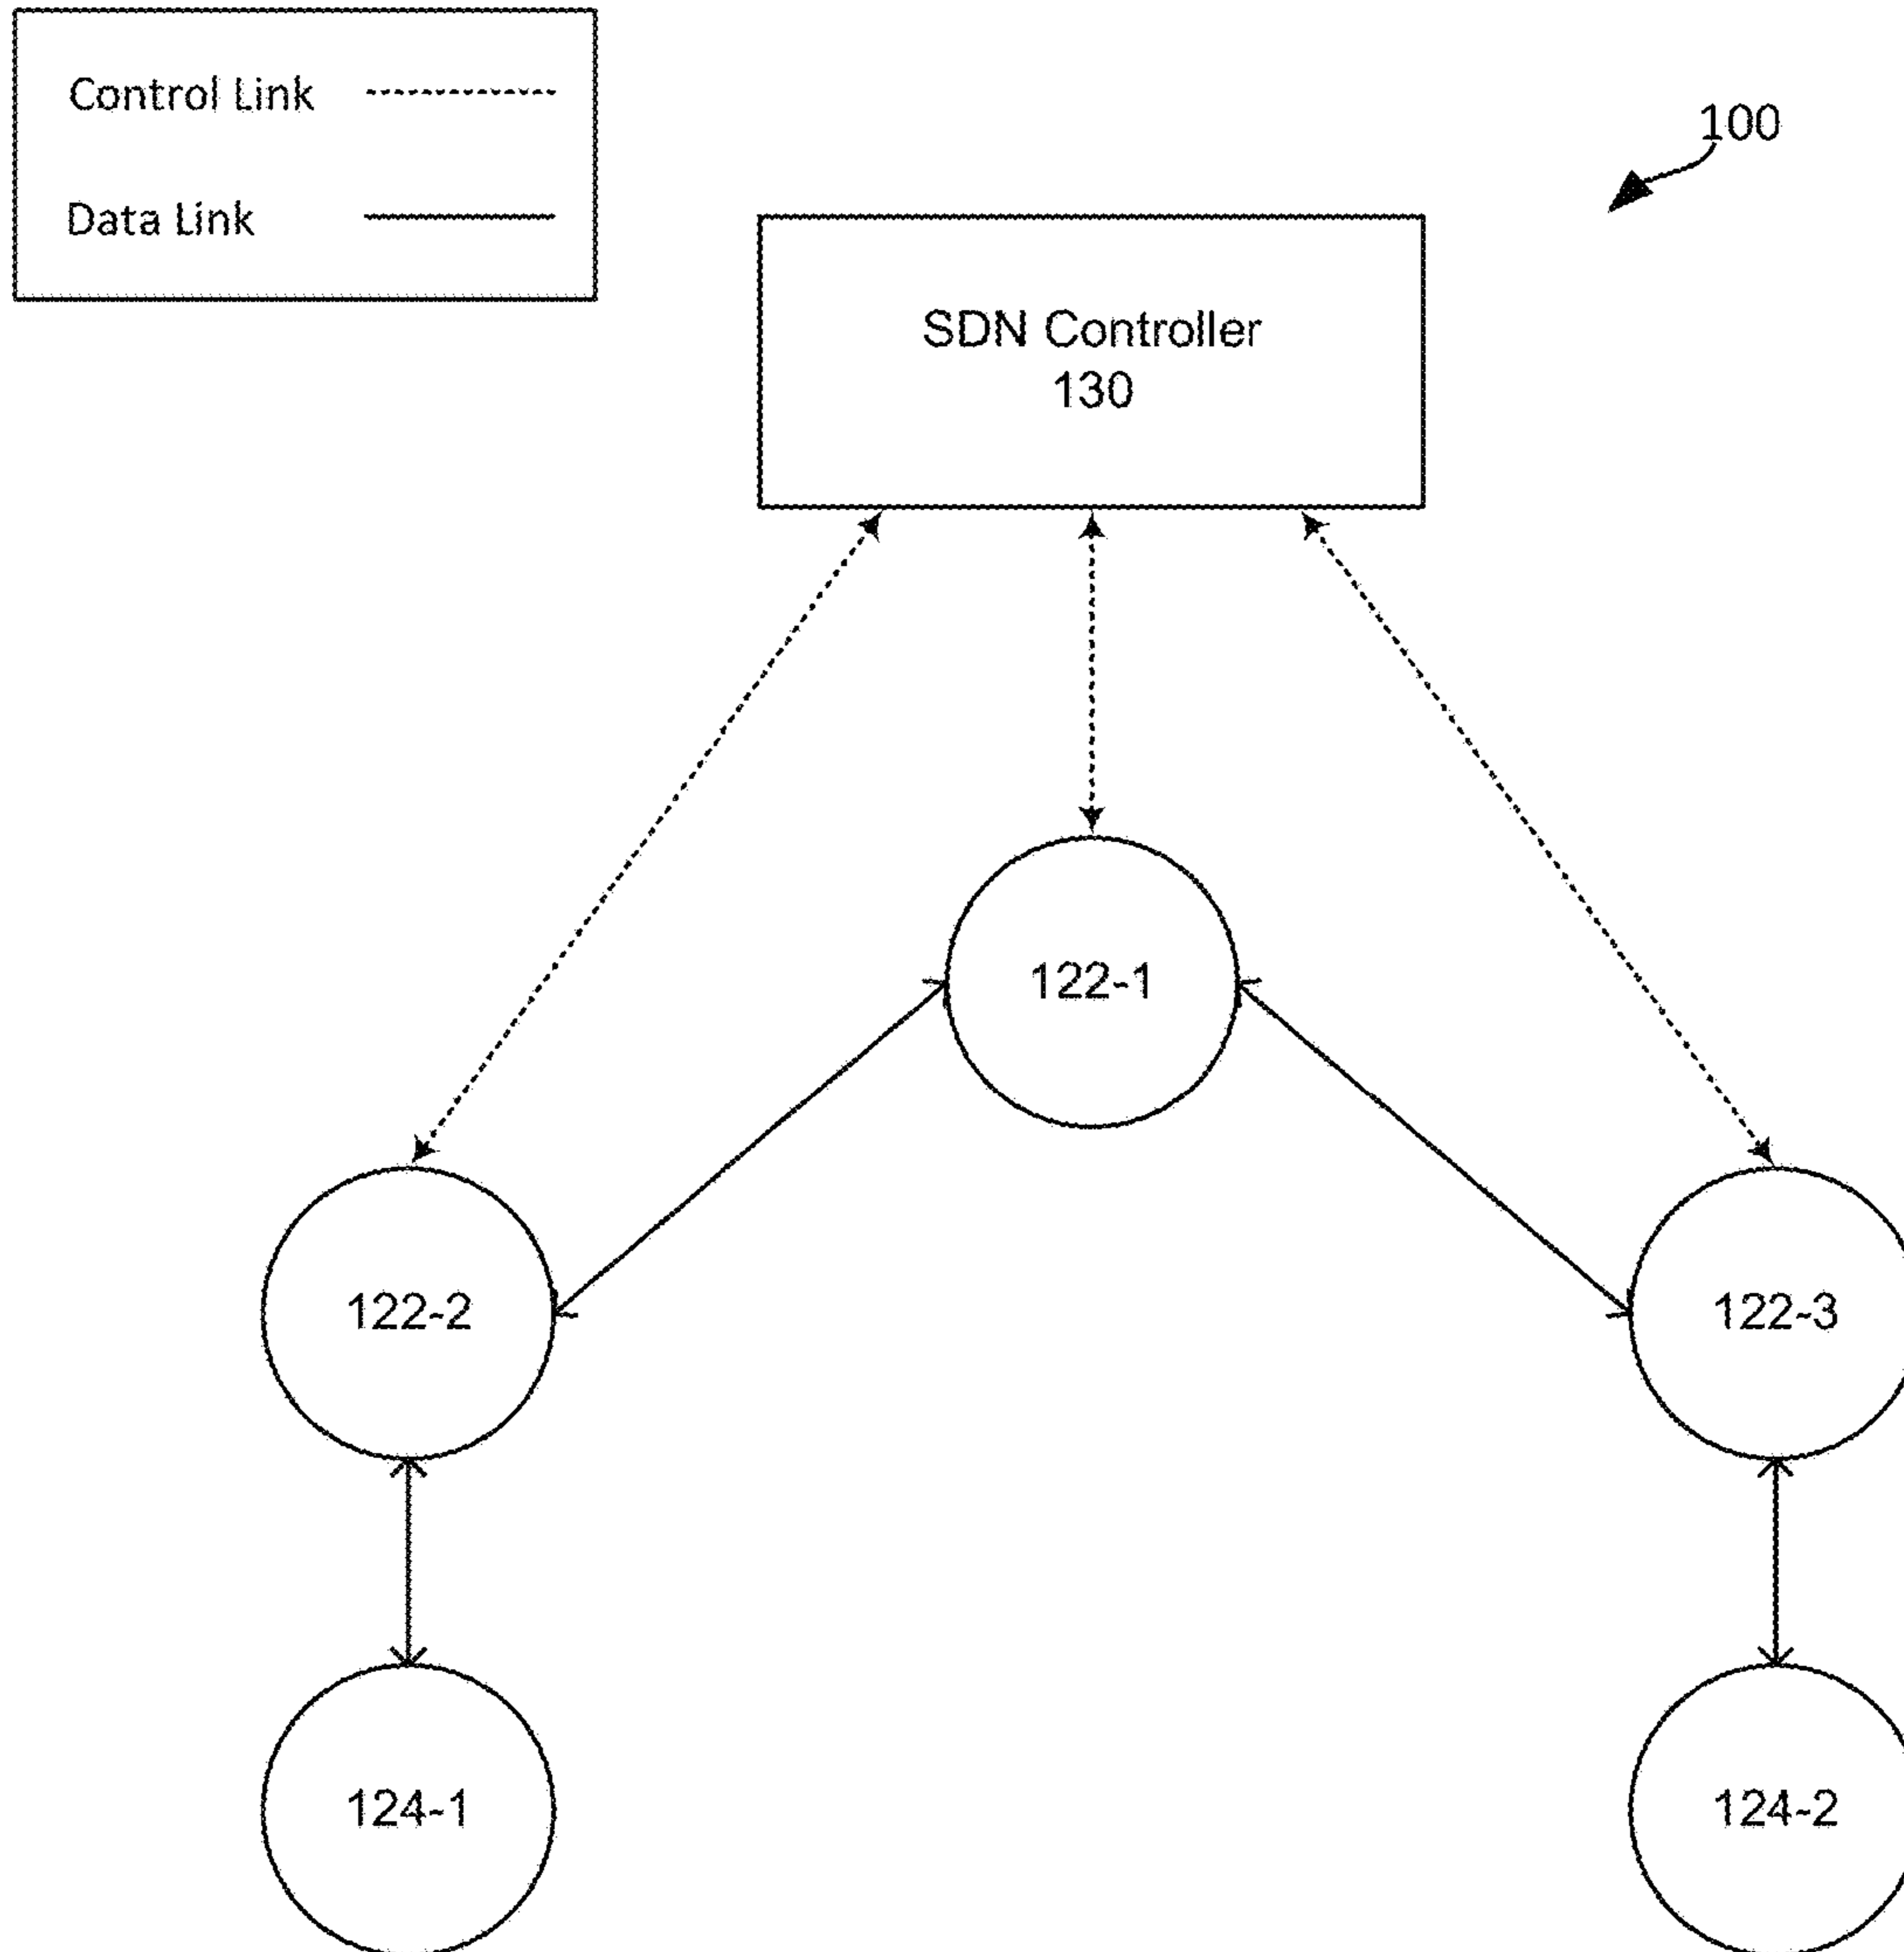 Control Link
Data Link
100
SDN Controller
130
122-1
122-2
122-3
124-1
124-2